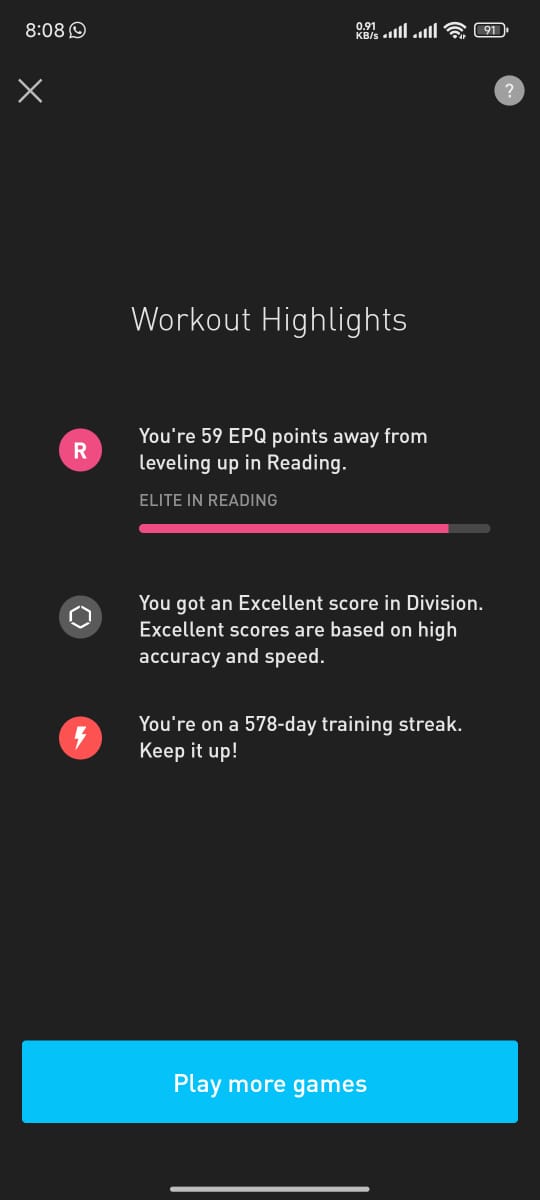 8:08
0.91
KB/s
91
?
Workout Highlights
R
You're 59 EPQ points away from
leveling up in Reading.
ELITE IN READING
You got an Excellent score in Division.
Excellent scores are based on high
accuracy and speed.
You're on a 578-day training streak.
Keep it up!
Play more games